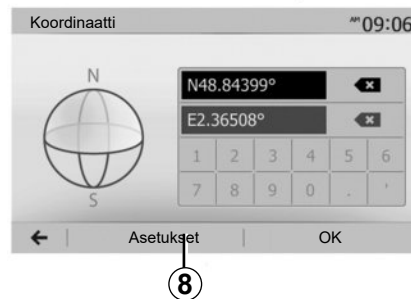 Koordinaatti
AM 09:06
N
S
N48.84399°
E2.36508°
1 2 3 4 5 6
7 8 9 0 . '
Asetukset
OK
8